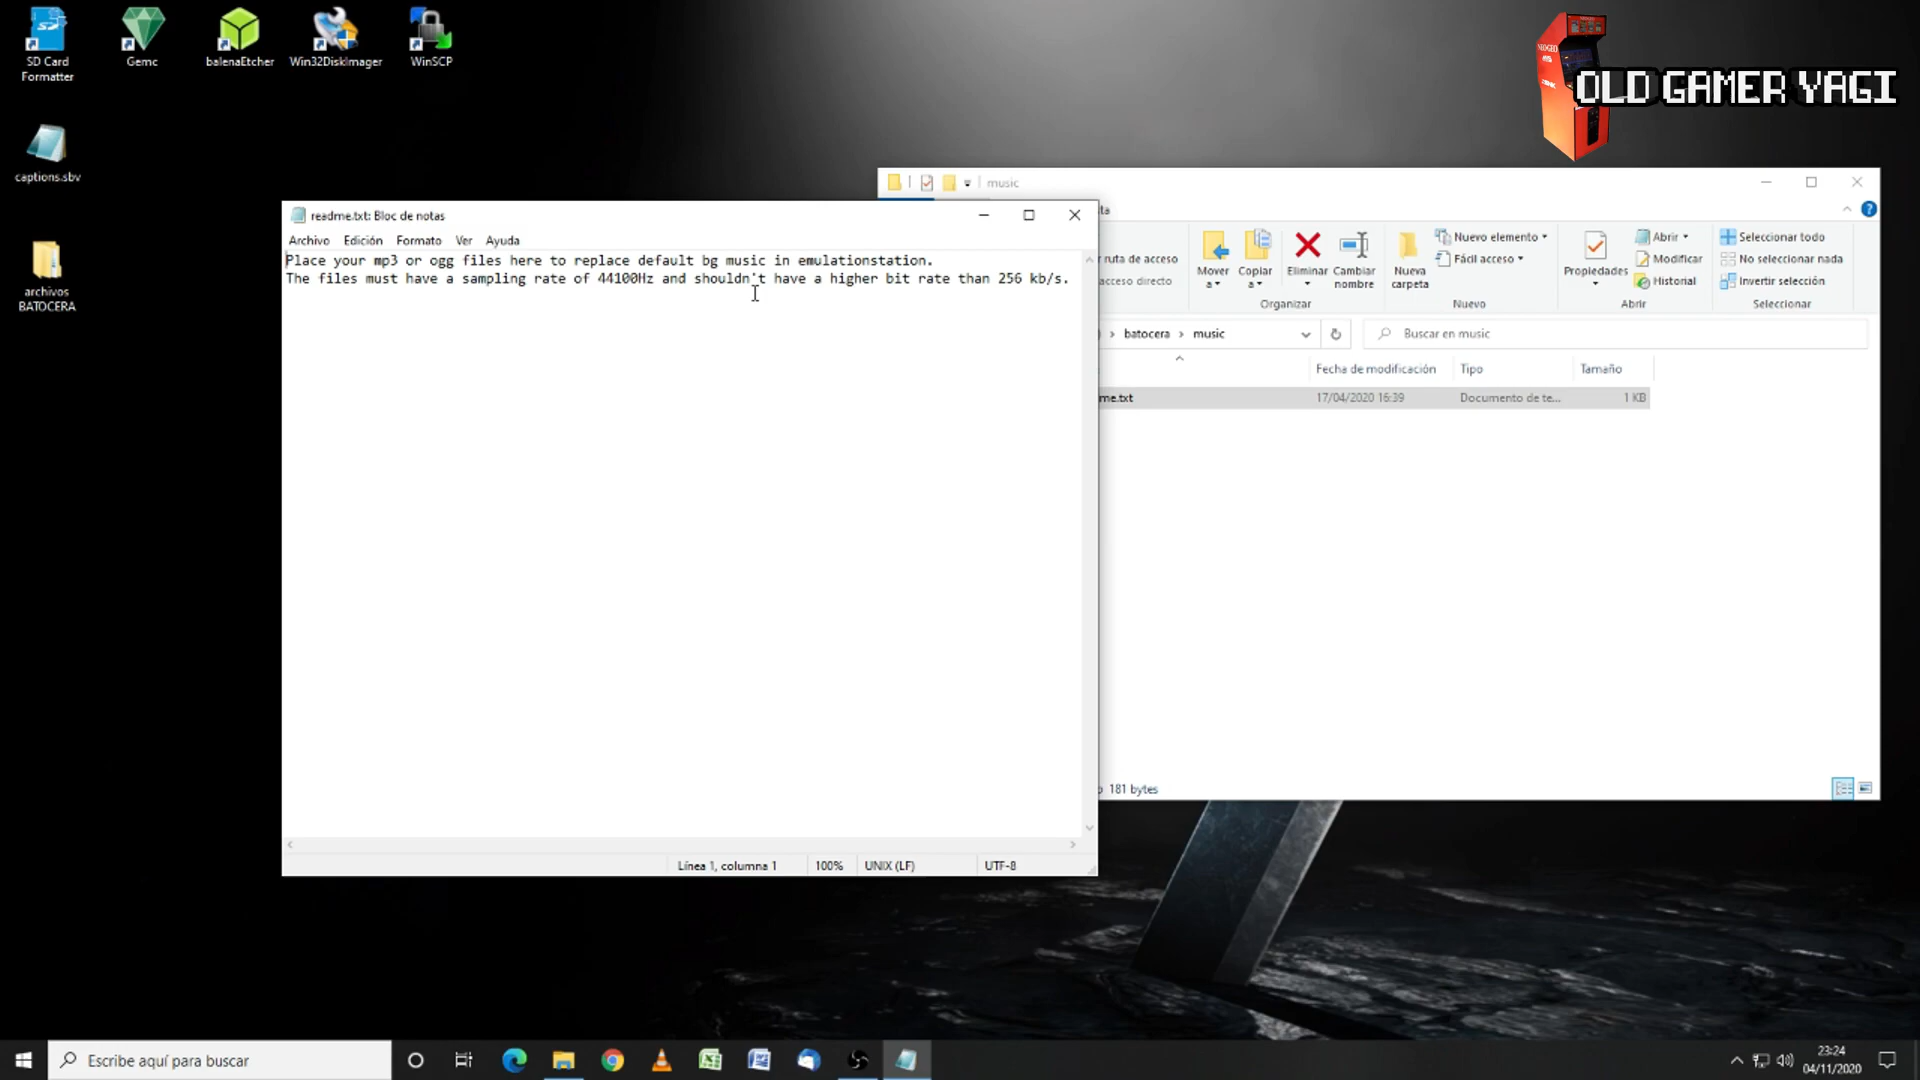 SD Card
Formatter
Gemc
balenaEtcher
Win32DiskImager
WinSCP
captions.sbv
archivos
BATOCERA
OLD GAMER YAGI
NEOGEO
music
ruta de acceso
acceso directo
Mover
a
Copiar
a
Eliminar
Cambiar
nombre
Organizar
Nueva
carpeta
Nuevo elemento
Fácil acceso
Nuevo
Propiedades
Abrir
Modificar
Historial
Abrir
Seleccionar todo
No seleccionar nada
Invertir selección
Seleccionar
batocera › music
Buscar en music
Fecha de modificación
Tipo
Tamaño
me.txt
17/04/2020 16:39
Documento de te...
1 KB
181 bytes
readme.txt: Bloc de notas
Archivo Edición Formato Ver Ayuda
Place your mp3 or ogg files here to replace default bg music in emulationstation.
The files must have a sampling rate of 44100Hz and shouldn't have a higher bit rate than 256 kb/s.
Línea 1, columna 1
100%
UNIX (LF)
UTF-8
Escribe aquí para buscar
23:24
04/11/2020